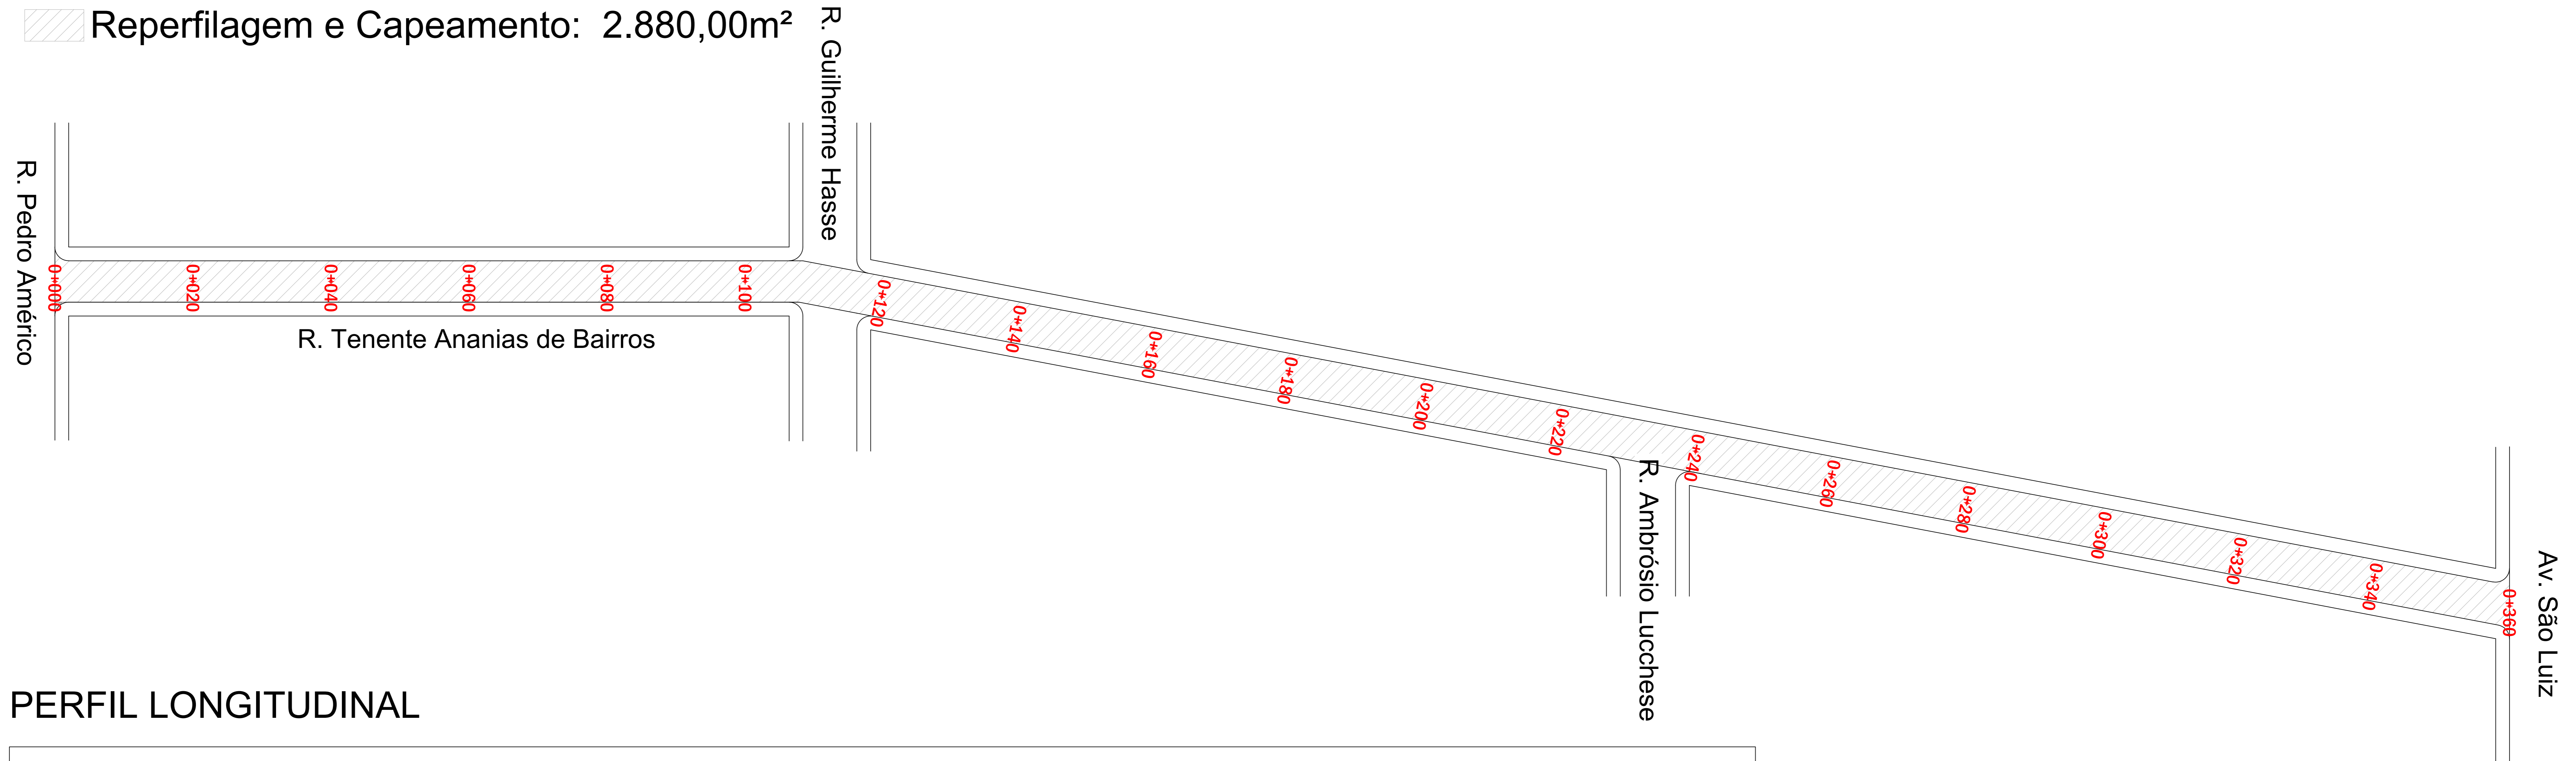 Reperfilagem e Capeamento: 2.880,00m²
R. Guilherme Hasse
R. Pedro Américo
0+000
0+020
0+040
0+060
0+080
0+100
0+120
0+140
0+160
0+180
0+200
0+220
0+240
0+260
0+280
0+300
0+320
0+340
0+360
R. Tenente Ananias de Bairros
R. Ambrósio Lucchese
Av. São Luiz
PERFIL LONGITUDINAL